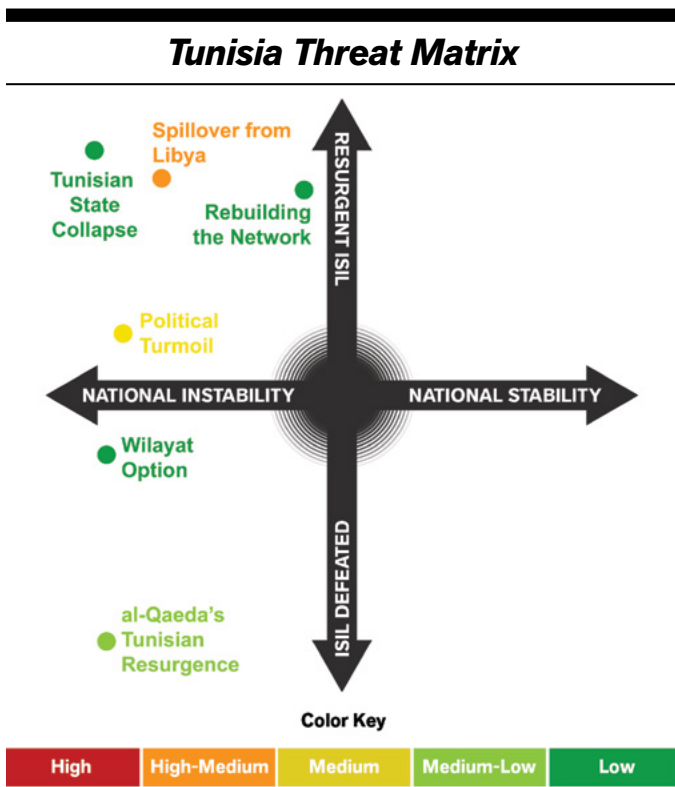 Tunisia Threat Matrix
Spillover from
Libya
Tunisian
State
Collapse
Rebuilding
the Network
RESURGENT ISIL
Political
Turmoil
NATIONAL INSTABILITY
NATIONAL STABILITY
Wilayat
Option
ISIL DEFEATED
al-Qaeda’s
Tunisian
Resurgence
Color Key
High
High-Medium
Medium
Medium-Low
Low